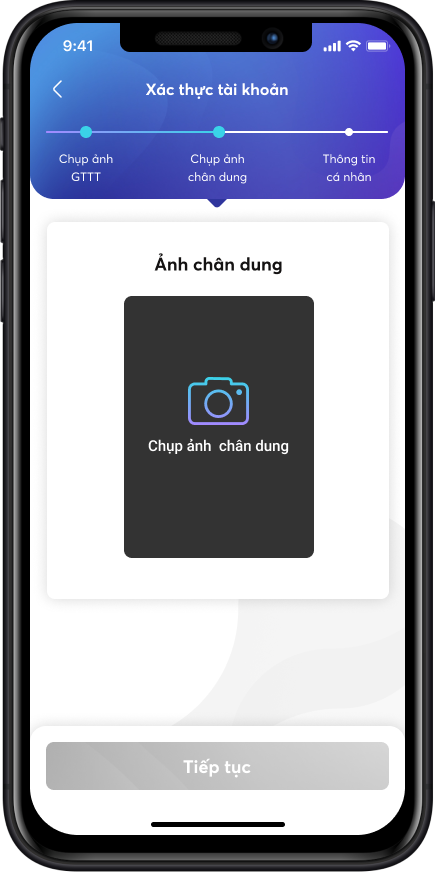 9:41
Xác thực tài khoản
Chụp ảnh
GTTT
Chụp ảnh
chân dung
Thông tin
cá nhân
Ảnh chân dung
Chụp ảnh  chân dung
Tiếp tục